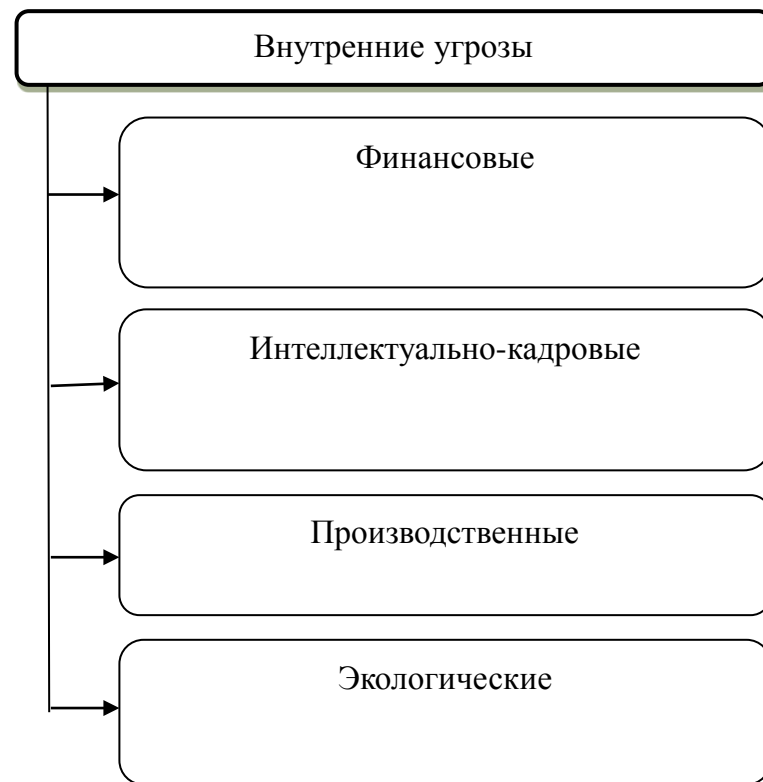 Внутренние угрозы
Финансовые
Интеллектуально-кадровые
Производственные
Экологические